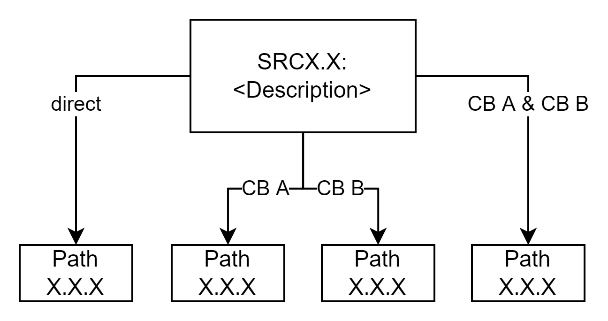 SRCX.X:
<Description>
direct
CB A & CB B
CB A
CB B
Path
X.X.X
Path
X.X.X
Path
X.X.X
Path
X.X.X